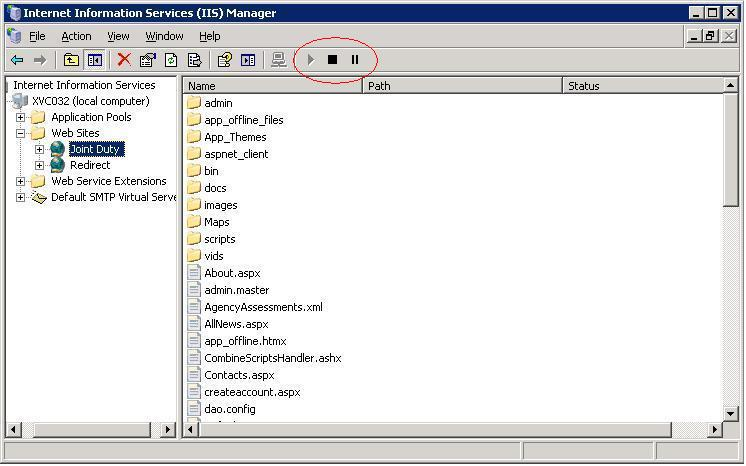 Internet Information Services (IIS) Manager
File Action View Window Help
Internet Information Services
XVC032 (local computer)
Application Pools
Web Sites
Joint Duty
Redirect
Web Service Extensions
Default SMTP Virtual Serve
Name Path Status
admin
app_offline_files
App_Themes
aspnet_client
bin
docs
images
Maps
scripts
vids
About.aspx
admin.master
AgencyAssessments.xml
AllNews.aspx
app_offline.htmx
CombineScriptsHandler.ashx
Contacts.aspx
createaccount.aspx
dao.config